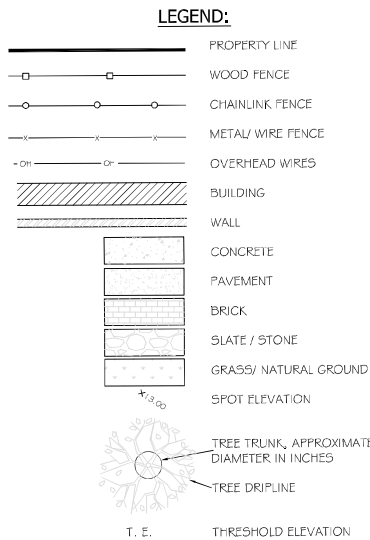 LEGEND:
PROPERTY LINE
WOOD FENCE
CHAINLINK FENCE
X X X METAL/ WIRE FENCE
OH OH OVERHEAD WIRES
BUILDING
WALL
CONCRETE
PAVEMENT
BRICK
SLATE / STONE
GRASS/ NATURAL GROUND
X13.00 SPOT ELEVATION
TREE TRUNK, APPROXIMATE
DIAMETER IN INCHES
TREE DRIPLINE
T. E. THRESHOLD ELEVATION